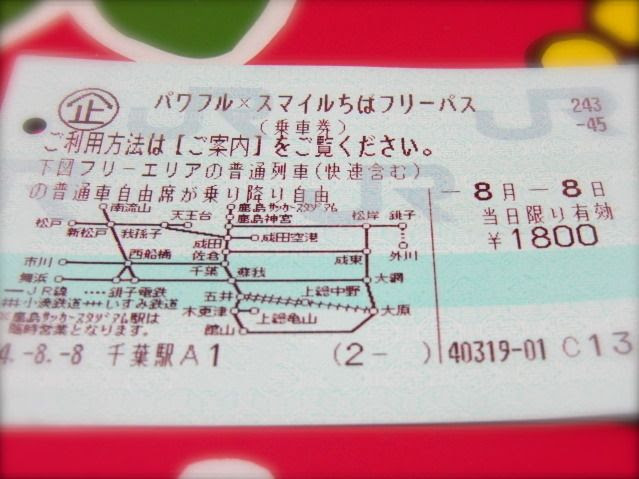 企 パワフル×スマイルちばフリーパス 243
（乗車券） -45
ご利用方法は［ご案内］をご覧ください。
下図フリーエリアの普通列車（快速含む）
の普通車自由席が乗り降り自由
-8月-8日
当日限り有効
￥1800
南流山 鹿島サッカースタジアム
松戸 天王台 鹿島神宮 松岸 銚子
新松戸 我孫子 成田 成田空港
西船橋 佐倉 成東 外川
市川
舞浜 千葉 蘇我 大網
━JR線 ･･･銚子電鉄 五井 上総中野
小湊鉄道 いすみ鉄道 木更津 上総亀山 大原
×鹿島サッカースタジアム駅は
臨時営業となります。 館山
4.-8.-8 千葉駅A1 (2- ) 40319-01 C13